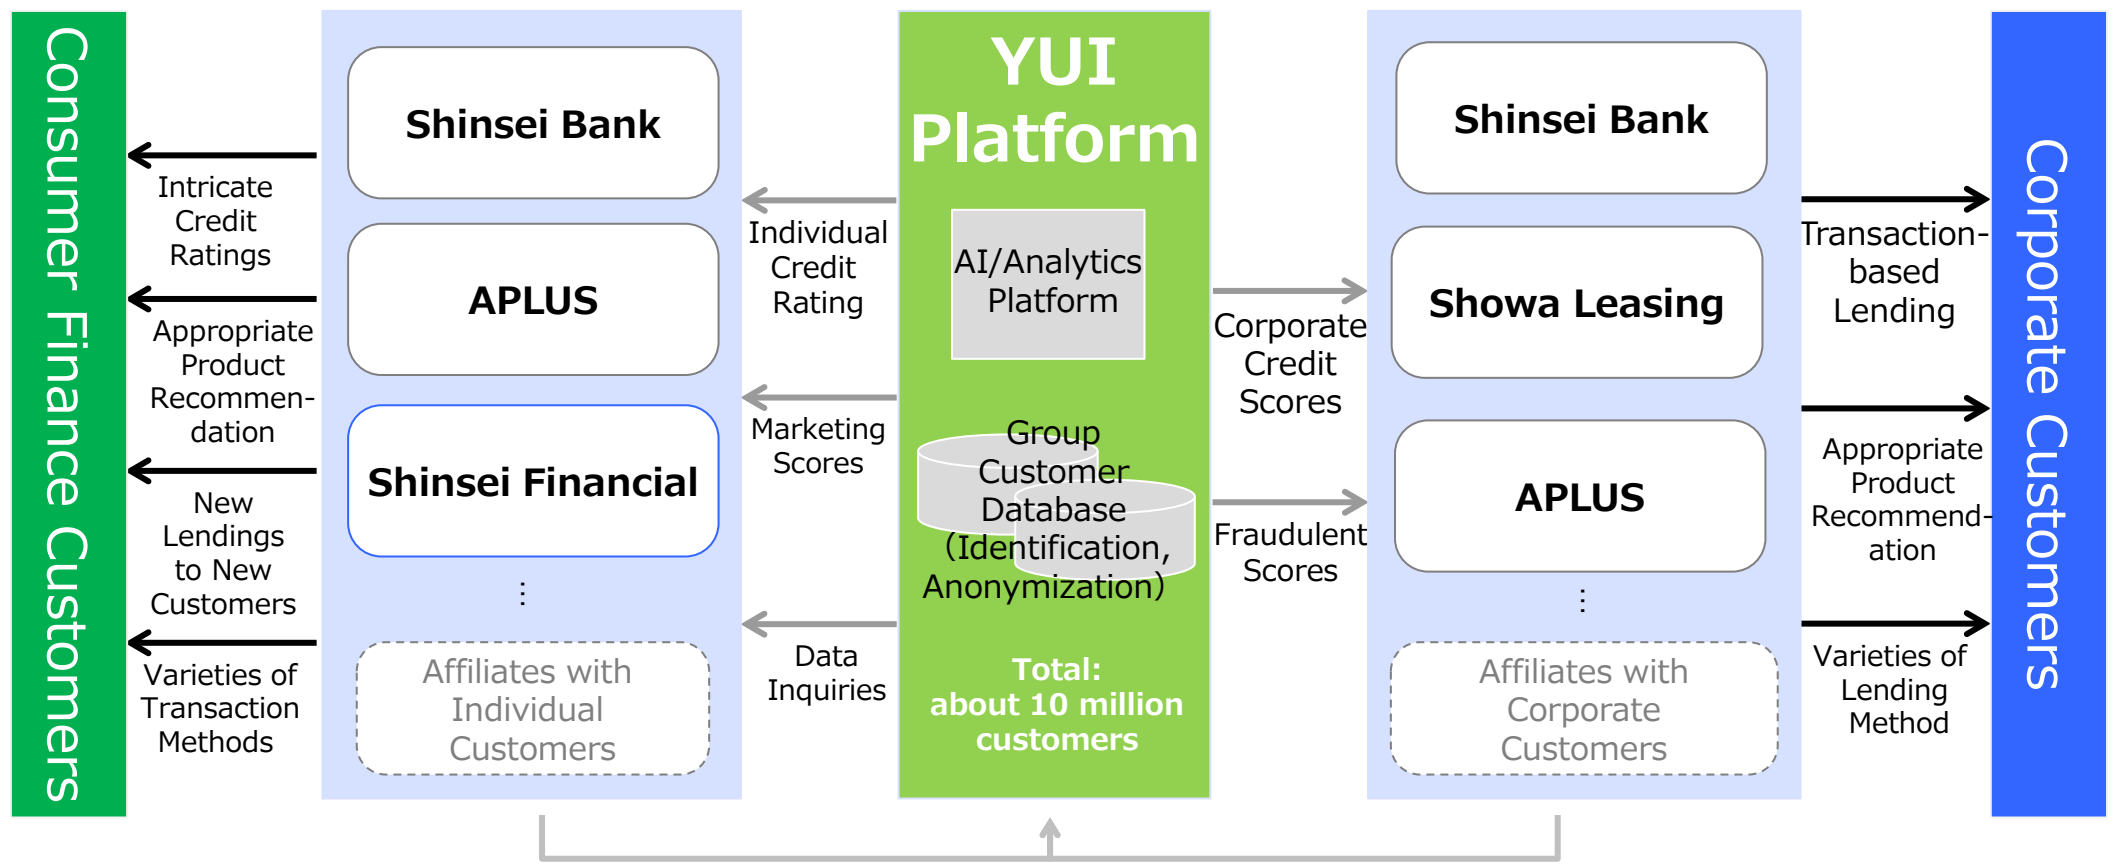 Consumer Finance Customers
Intricate
Credit
Ratings
Appropriate
Product
Recommen-
dation
New
Lendings
to New
Customers
Varieties of
Transaction
Methods
Shinsei Bank
APLUS
Shinsei Financial
...
Affiliates with
Individual
Customers
Individual
Credit
Rating
Marketing
Scores
Data
Inquiries
YUI
Platform
AI/Analytics
Platform
Group
Customer
Database
（Identification,
Anonymization）
Total:
about 10 million
customers
Corporate
Credit
Scores
Fraudulent
Scores
Shinsei Bank
Showa Leasing
APLUS
...
Affiliates with
Corporate
Customers
Transaction-
based
Lending
Appropriate
Product
Recommend-
ation
Varieties of
Lending
Method
Corporate Customers